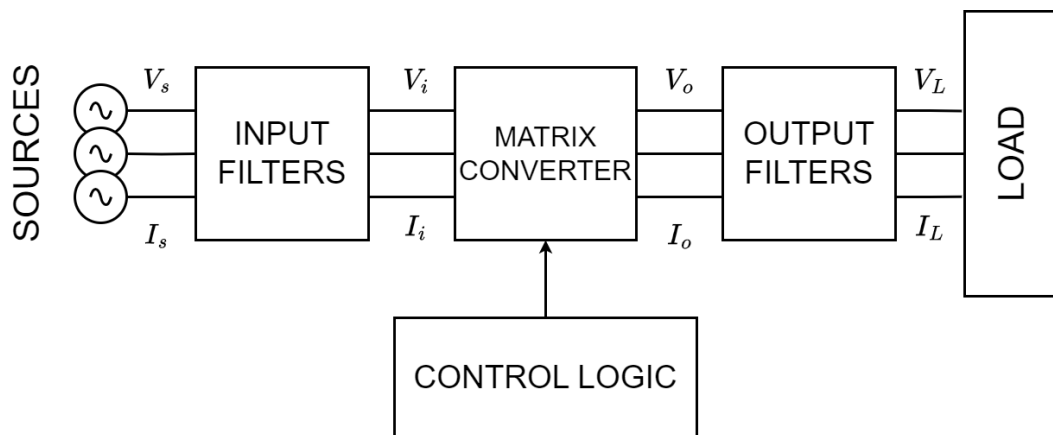 SOURCES
V_s
I_s
INPUT
FILTERS
V_i
I_i
MATRIX
CONVERTER
V_o
I_o
OUTPUT
FILTERS
V_L
I_L
LOAD
CONTROL LOGIC